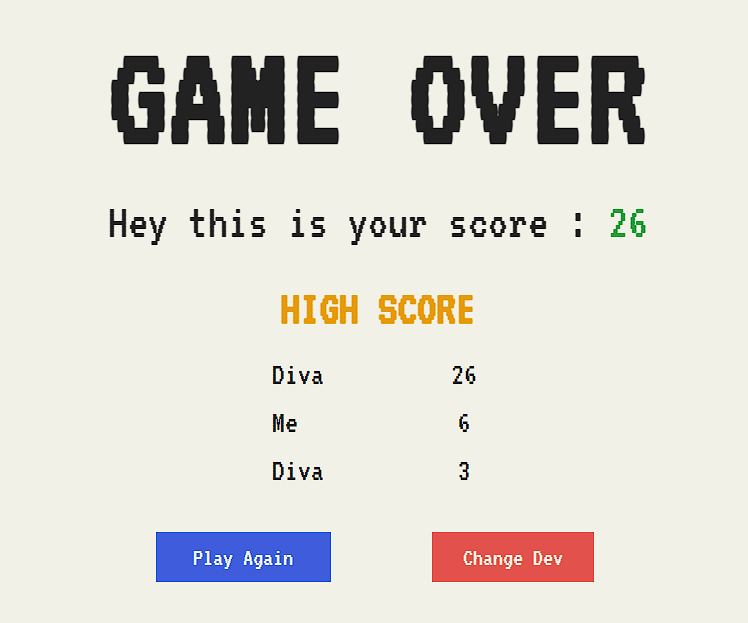 GAME OVER
Hey this is your score : 26
HIGH SCORE
Diva 26
Me 6
Diva 3
Play Again Change Dev